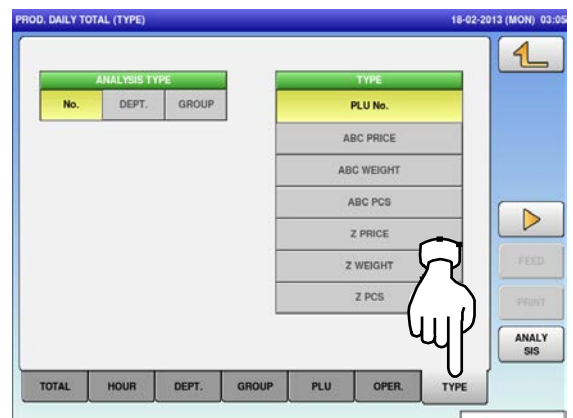 PROD. DAILY TOTAL (TYPE) 18-02-2013 (MON) 03:05
ANALYSIS TYPE
No. DEPT. GROUP
TYPE
PLU No.
ABC PRICE
ABC WEIGHT
ABC PCS
Z PRICE
Z WEIGHT
Z PCS
FEED
PRINT
ANALY
SIS
TOTAL HOUR DEPT. GROUP PLU OPER. TYPE